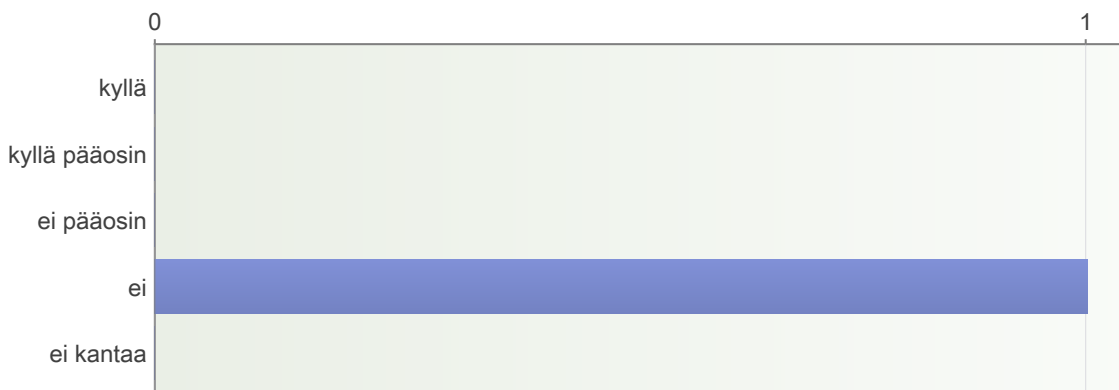 0 1
kyllä
kyllä pääosin
ei pääosin
ei
ei kantaa